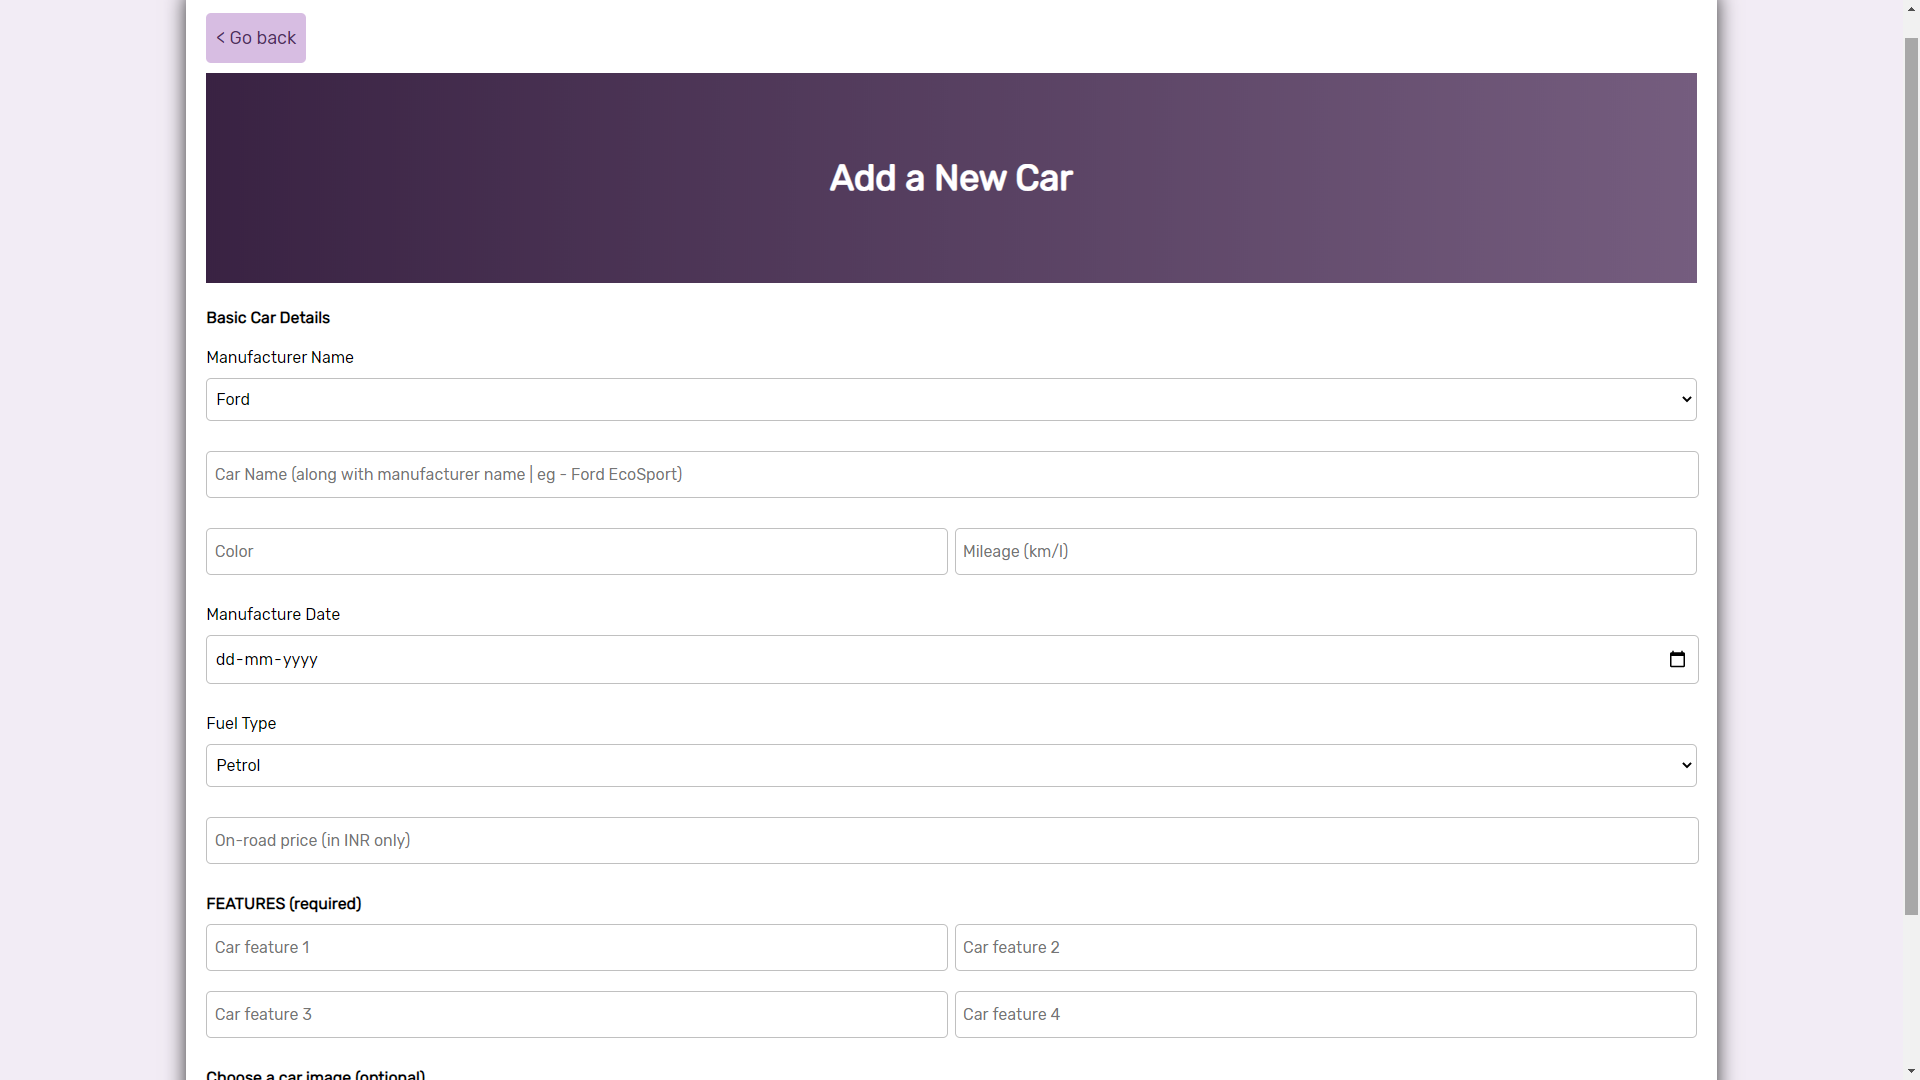 < Go back
Add a New Car
Basic Car Details
Manufacturer Name
Ford
Car Name (along with manufacturer name | eg - Ford EcoSport)
Color
Mileage (km/l)
Manufacture Date
dd-mm-yyyy
Fuel Type
Petrol
On-road price (in INR only)
FEATURES (required)
Car feature 1
Car feature 2
Car feature 3
Car feature 4
Choose a car image (optional)